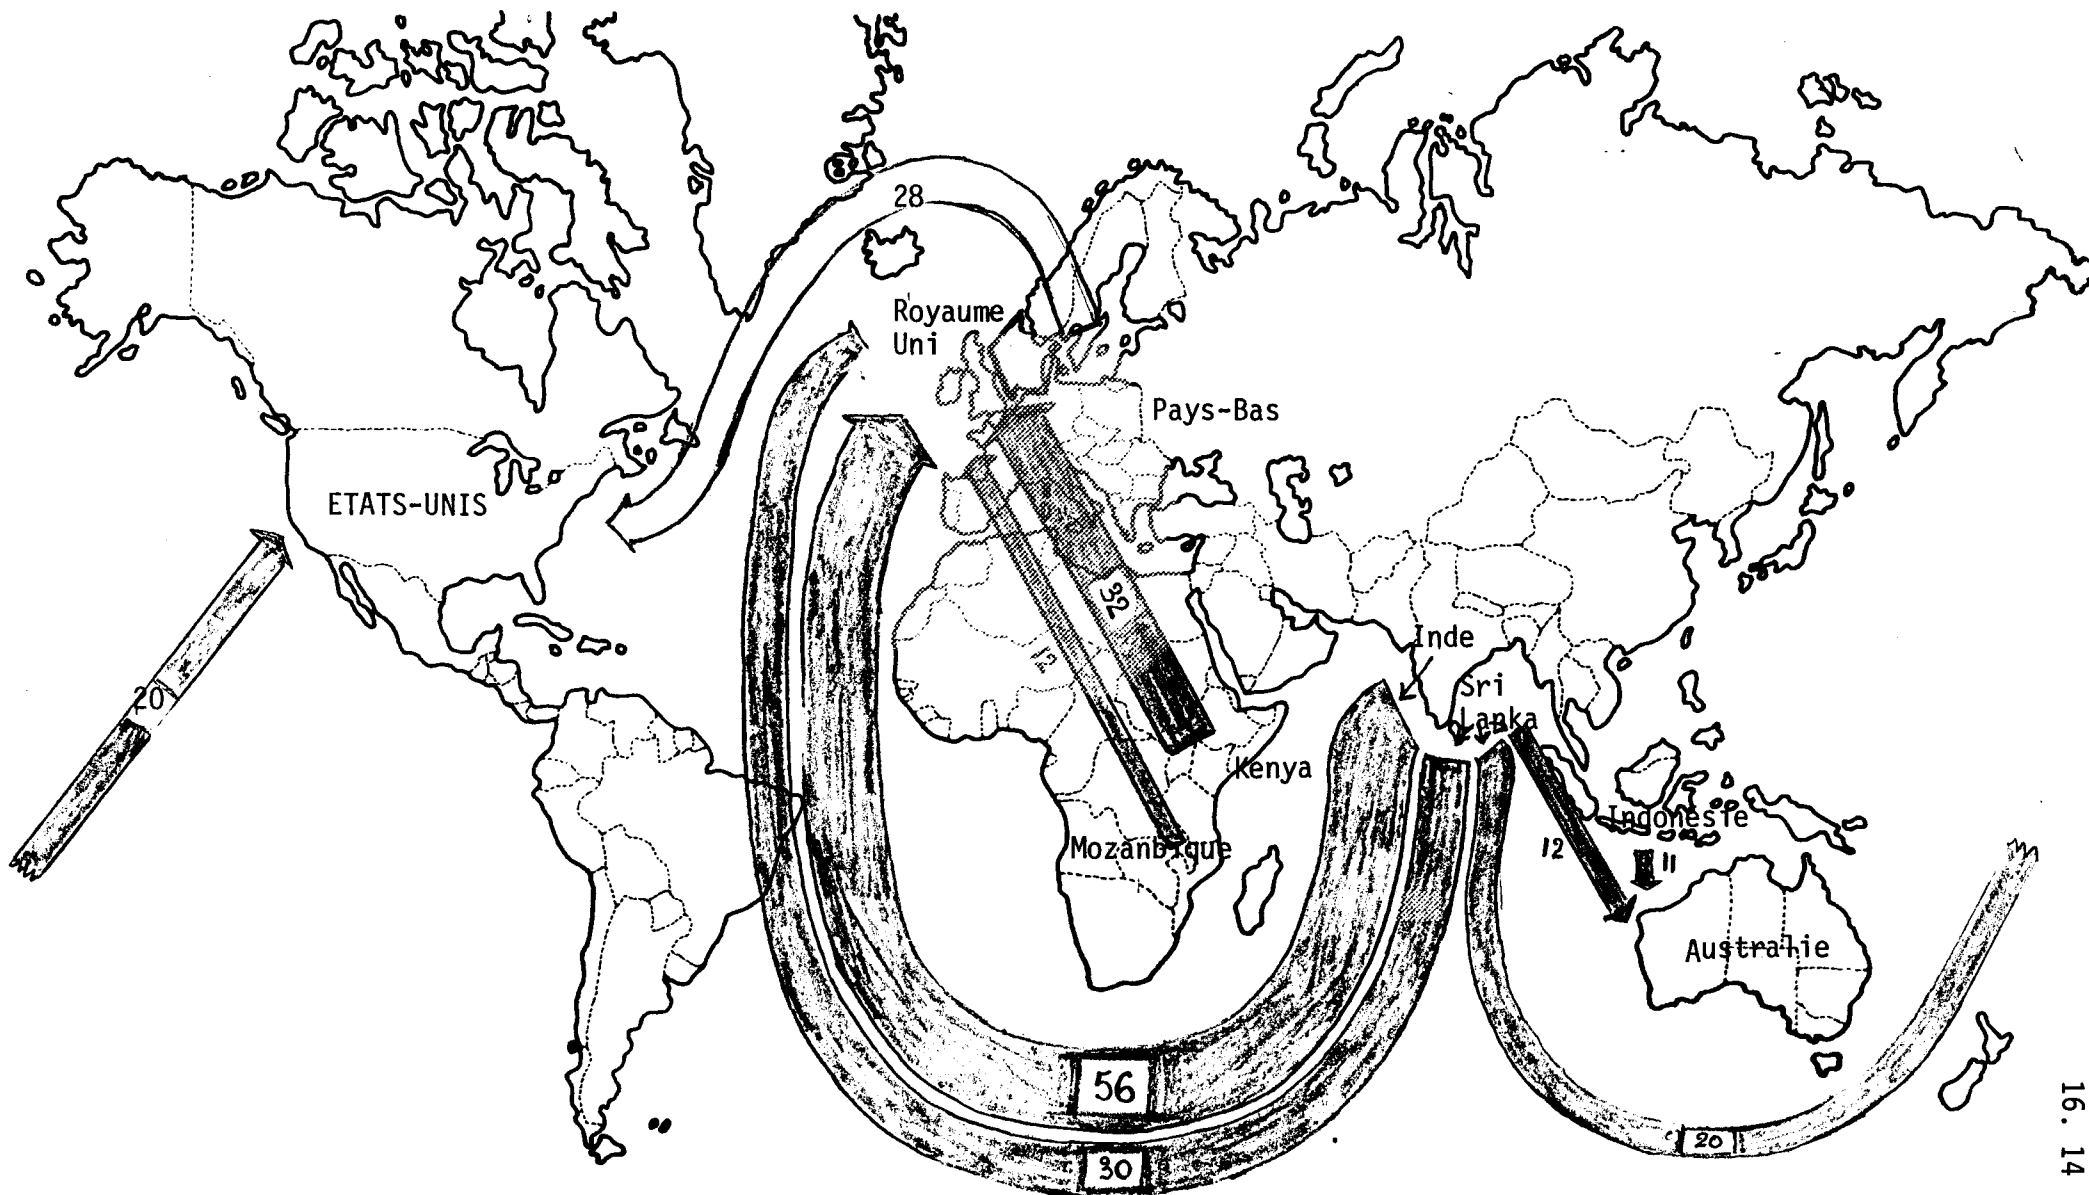 28
Royaume
Uni
Pays-Bas
ETATS-UNIS
32
12
Inde
20
Sri
Lanka
Kenya
Indonesie
Mozanbique
12
11
Australie
56
20
30
16. 14